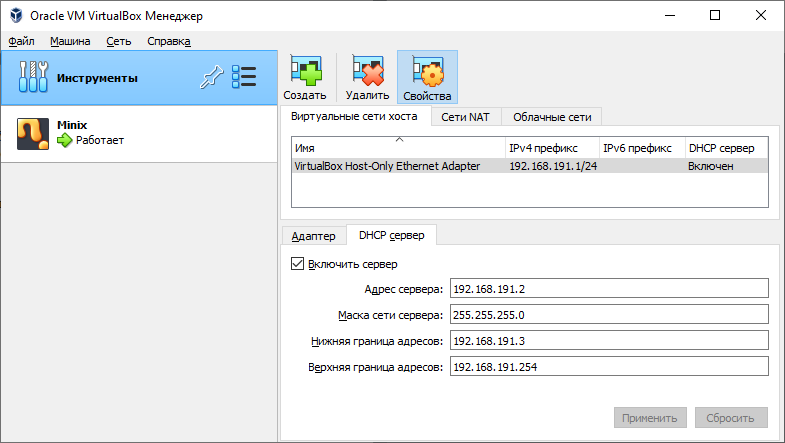 Oracle VM VirtualBox Менеджер
Файл Машина Сеть Справка
Инструменты
Minix
Работает
Создать Удалить Свойства
Виртуальные сети хоста Сети NAT Облачные сети
Имя IPv4 префикс IPv6 префикс DHCP сервер
VirtualBox Host-Only Ethernet Adapter 192.168.191.1/24 Включен
Адаптер DHCP сервер
Включить сервер
Адрес сервера: 192.168.191.2
Маска сети сервера: 255.255.255.0
Нижняя граница адресов: 192.168.191.3
Верхняя граница адресов: 192.168.191.254
Применить Сбросить